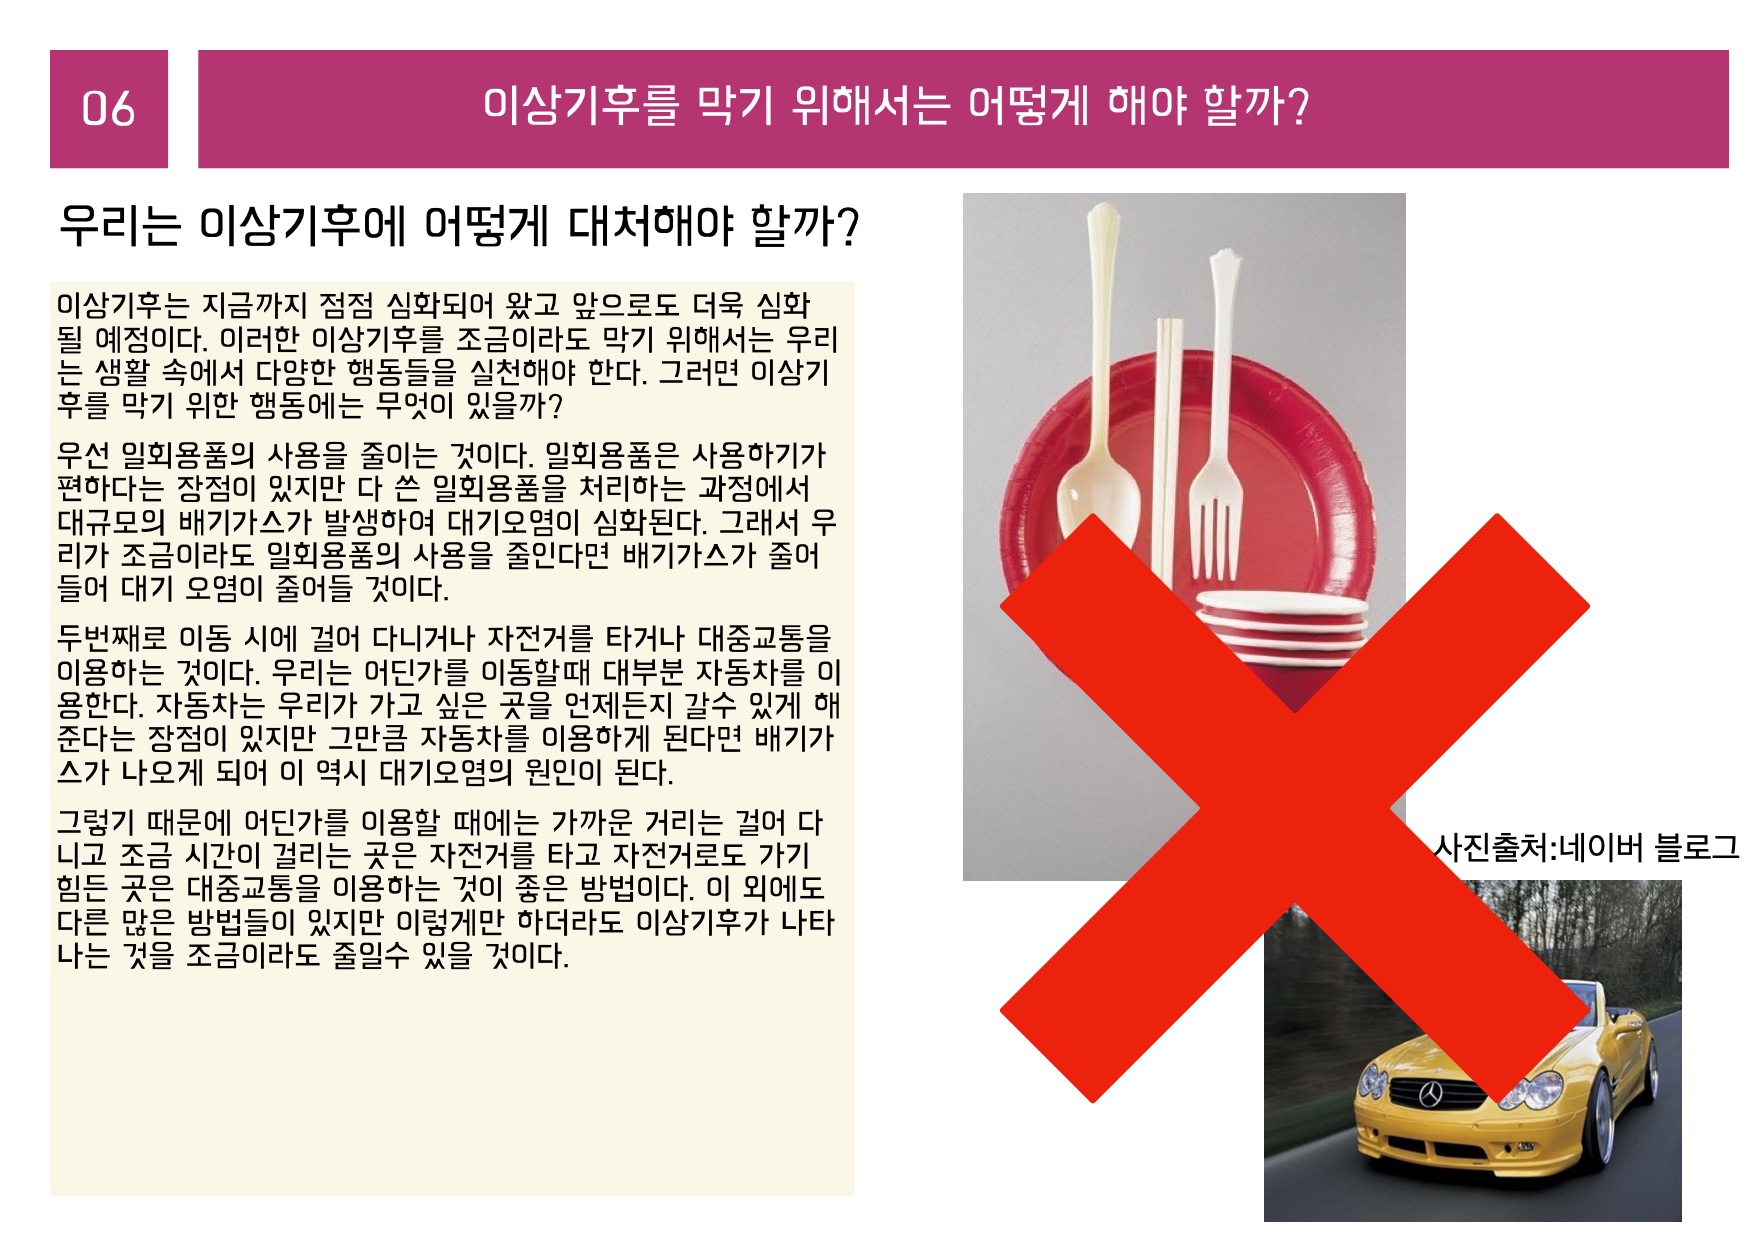 06
이상기후를 막기 위해서는 어떻게 해야 할까?
우리는 이상기후에 어떻게 대처해야 할까?
이상기후는 지금까지 점점 심화되어 왔고 앞으로도 더욱 심화
될 예정이다. 이러한 이상기후를 조금이라도 막기 위해서는 우리
는 생활 속에서 다양한 행동들을 실천해야 한다. 그러면 이상기
후를 막기 위한 행동에는 무엇이 있을까?
우선 일회용품의 사용을 줄이는 것이다. 일회용품은 사용하기가
편하다는 장점이 있지만 다 쓴 일회용품을 처리하는 과정에서
대규모의 배기가스가 발생하여 대기오염이 심화된다. 그래서 우
리가 조금이라도 일회용품의 사용을 줄인다면 배기가스가 줄어
들어 대기 오염이 줄어들 것이다.
두번째로 이동 시에 걸어 다니거나 자전거를 타거나 대중교통을
이용하는 것이다. 우리는 어딘가를 이동할때 대부분 자동차를 이
용한다. 자동차는 우리가 가고 싶은 곳을 언제든지 갈수 있게 해
준다는 장점이 있지만 그만큼 자동차를 이용하게 된다면 배기가
스가 나오게 되어 이 역시 대기오염의 원인이 된다.
그렇기 때문에 어딘가를 이용할 때에는 가까운 거리는 걸어 다
니고 조금 시간이 걸리는 곳은 자전거를 타고 자전거로도 가기
힘든 곳은 대중교통을 이용하는 것이 좋은 방법이다. 이 외에도
다른 많은 방법들이 있지만 이렇게만 하더라도 이상기후가 나타
나는 것을 조금이라도 줄일수 있을 것이다.
사진출처:네이버 블로그